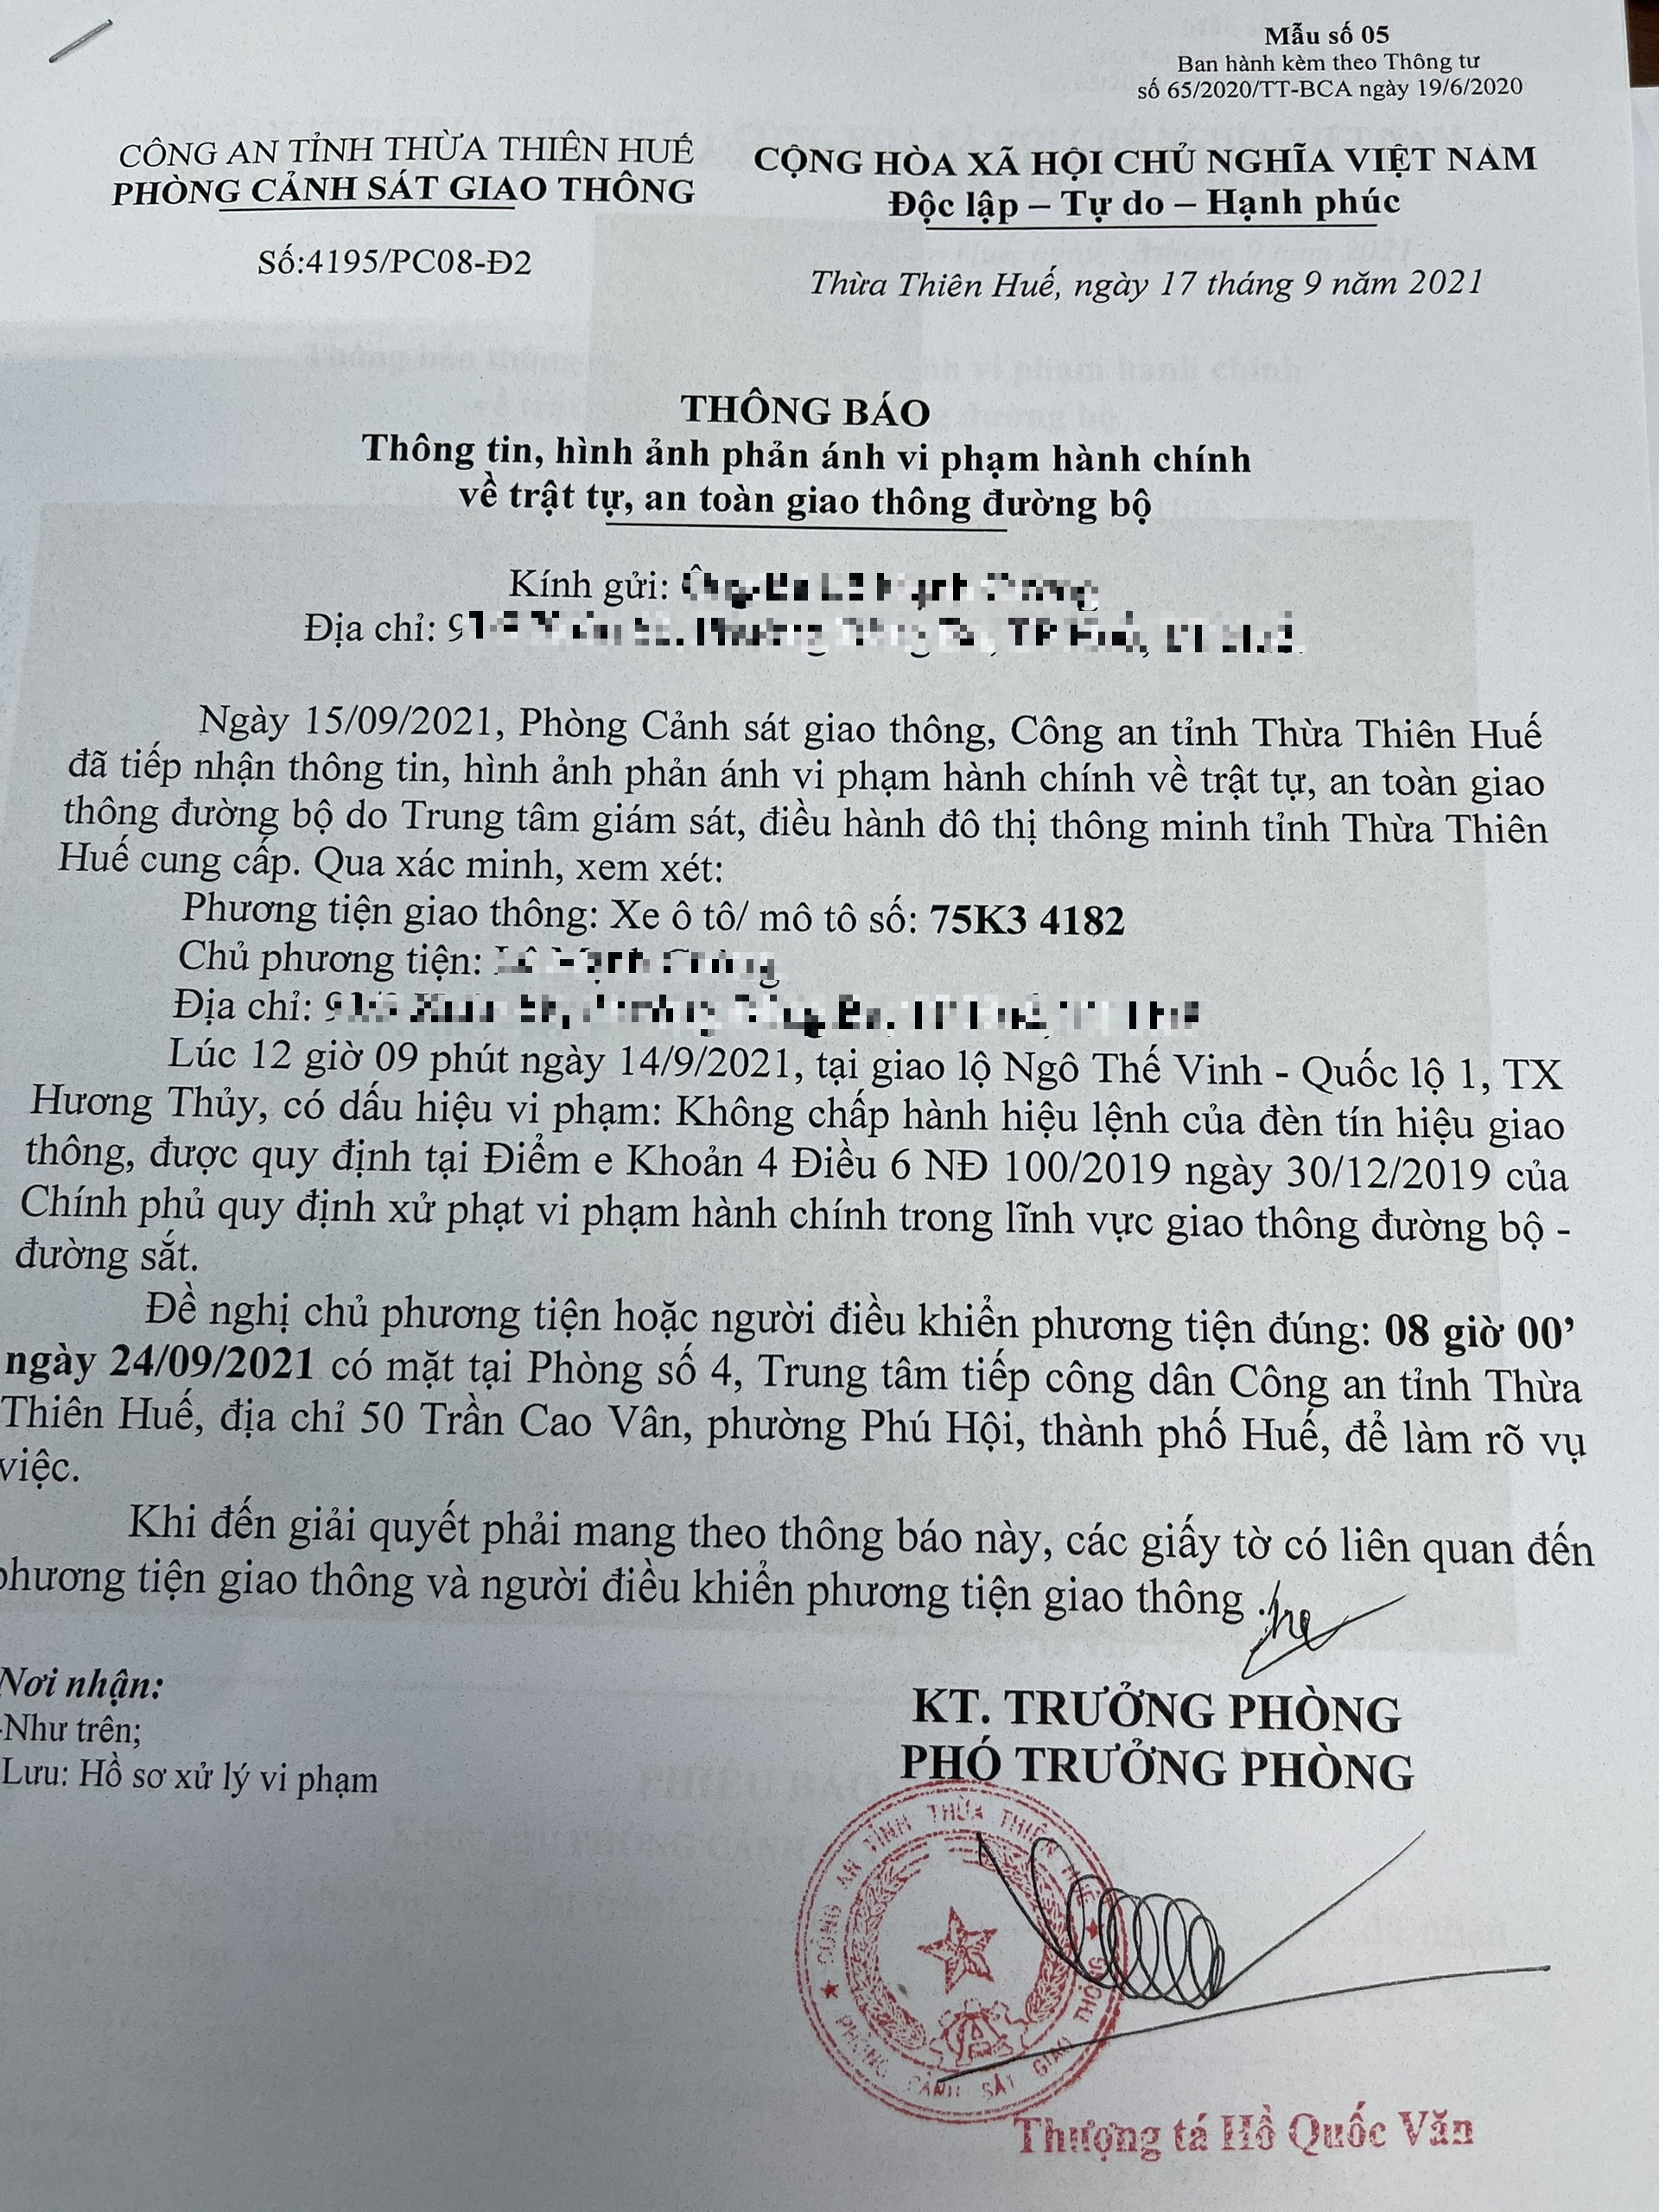 Mẫu số 05
Ban hành kèm theo Thông tư
số 65/2020/TT-BCA ngày 19/6/2020
CÔNG AN TỈNH THỪA THIÊN HUẾ
PHÒNG CẢNH SÁT GIAO THÔNG
CỘNG HÒA XÃ HỘI CHỦ NGHĨA VIỆT NAM
Độc lập – Tự do – Hạnh phúc
Số:4195/PC08-Đ2
Thừa Thiên Huế, ngày 17 tháng 9 năm 2021
THÔNG BÁO
Thông tin, hình ảnh phản ánh vi phạm hành chính
về trật tự, an toàn giao thông đường bộ
Kính gửi:
Địa chỉ:
Ngày 15/09/2021, Phòng Cảnh sát giao thông, Công an tỉnh Thừa Thiên Huế
đã tiếp nhận thông tin, hình ảnh phản ánh vi phạm hành chính về trật tự, an toàn giao
thông đường bộ do Trung tâm giám sát, điều hành đô thị thông minh tỉnh Thừa Thiên
Huế cung cấp. Qua xác minh, xem xét:
Phương tiện giao thông: Xe ô tô/ mô tô số: 75K3 4182
Chủ phương tiện:
Địa chỉ:
Lúc 12 giờ 09 phút ngày 14/9/2021, tại giao lộ Ngô Thế Vinh - Quốc lộ 1, TX
Hương Thủy, có dấu hiệu vi phạm: Không chấp hành hiệu lệnh của đèn tín hiệu giao
thông, được quy định tại Điểm e Khoản 4 Điều 6 NĐ 100/2019 ngày 30/12/2019 của
Chính phủ quy định xử phạt vi phạm hành chính trong lĩnh vực giao thông đường bộ -
đường sắt.
Đề nghị chủ phương tiện hoặc người điều khiển phương tiện đúng: 08 giờ 00’
ngày 24/09/2021 có mặt tại Phòng số 4, Trung tâm tiếp công dân Công an tỉnh Thừa
Thiên Huế, địa chỉ 50 Trần Cao Vân, phường Phú Hội, thành phố Huế, để làm rõ vụ
việc.
Khi đến giải quyết phải mang theo thông báo này, các giấy tờ có liên quan đến
phương tiện giao thông và người điều khiển phương tiện giao thông .
Nơi nhận:
-Như trên;
Lưu: Hồ sơ xử lý vi phạm
KT. TRƯỞNG PHÒNG
PHÓ TRƯỞNG PHÒNG
CÔNG AN TỈNH THỪA THIÊN HUẾ
PHÒNG CẢNH SÁT GIAO THÔNG
Thượng tá Hồ Quốc Văn